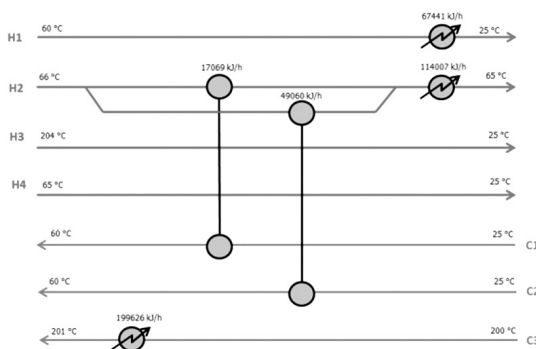 67441 kJ/h
H1 60 °C 25 °C
17069 kJ/h 114007 kJ/h
H2 66 °C 65 °C
49060 kJ/h
H3 204 °C 25 °C
H4 65 °C 25 °C
60 °C 25 °C C1
60 °C 25 °C C2
199626 kJ/h
201 °C 200 °C C3